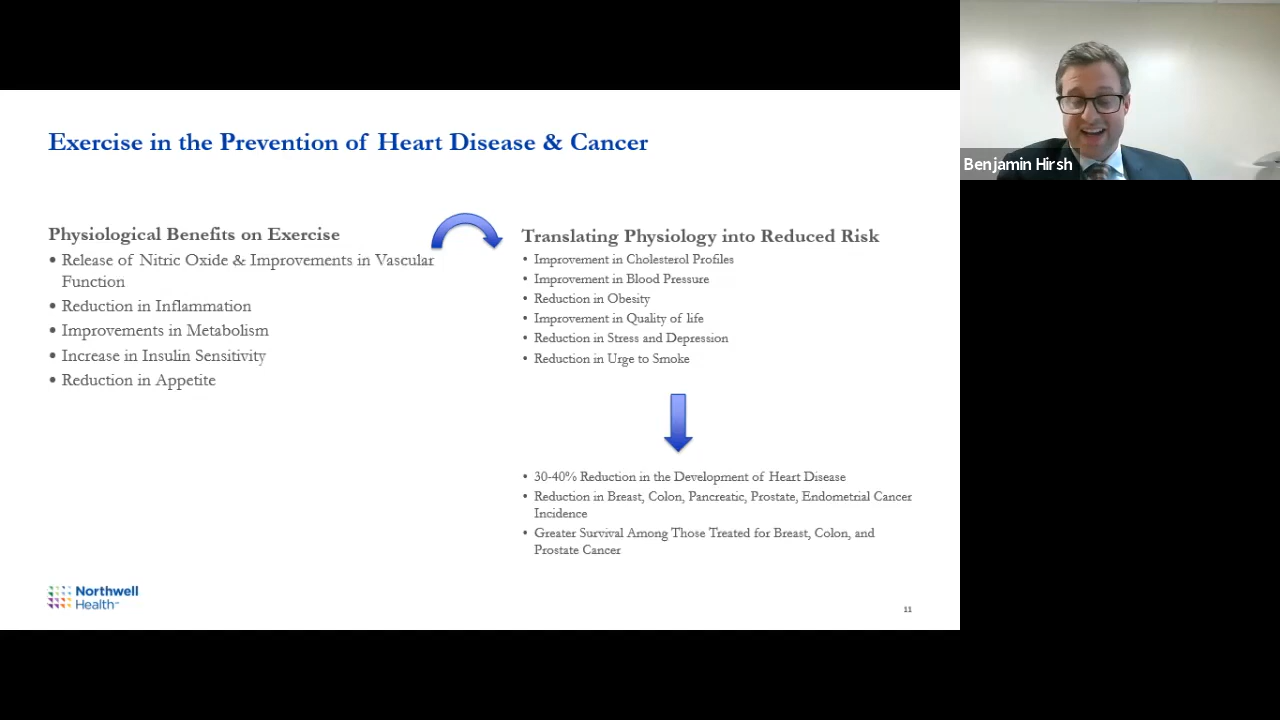 Exercise in the Prevention of Heart Disease & Cancer
Physiological Benefits on Exercise
• Release of Nitric Oxide & Improvements in Vascular
Function
• Reduction in Inflammation
• Improvements in Metabolism
• Increase in Insulin Sensitivity
• Reduction in Appetite
Translating Physiology into Reduced Risk
• Improvement in Cholesterol Profiles
• Improvement in Blood Pressure
• Reduction in Obesity
• Improvement in Quality of life
• Reduction in Stress and Depression
• Reduction in Urge to Smoke
• 30-40% Reduction in the Development of Heart Disease
• Reduction in Breast, Colon, Pancreatic, Prostate, Endometrial Cancer
Incidence
• Greater Survival Among Those Treated for Breast, Colon, and
Prostate Cancer
Northwell
Health℠
11
Benjamin Hirsh